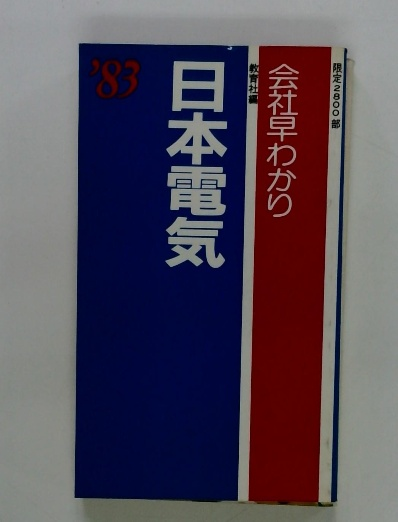 限定2800部
会社早わかり
教育社編
日本電気
'83